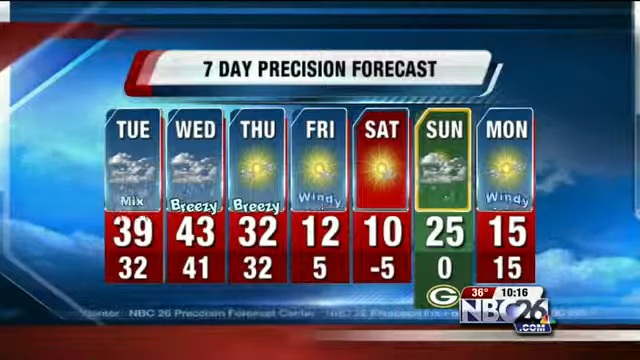 7 DAY PRECISION FORECAST
TUE WED THU FRI SAT SUN MON
Mix Breezy Breezy Windy Windy
39 43 32 12 10 25 15
32 41 32 5 -5 0 15
G
36° 10:16
NBC 26 Precision Forecast Center
NBC26
.COM